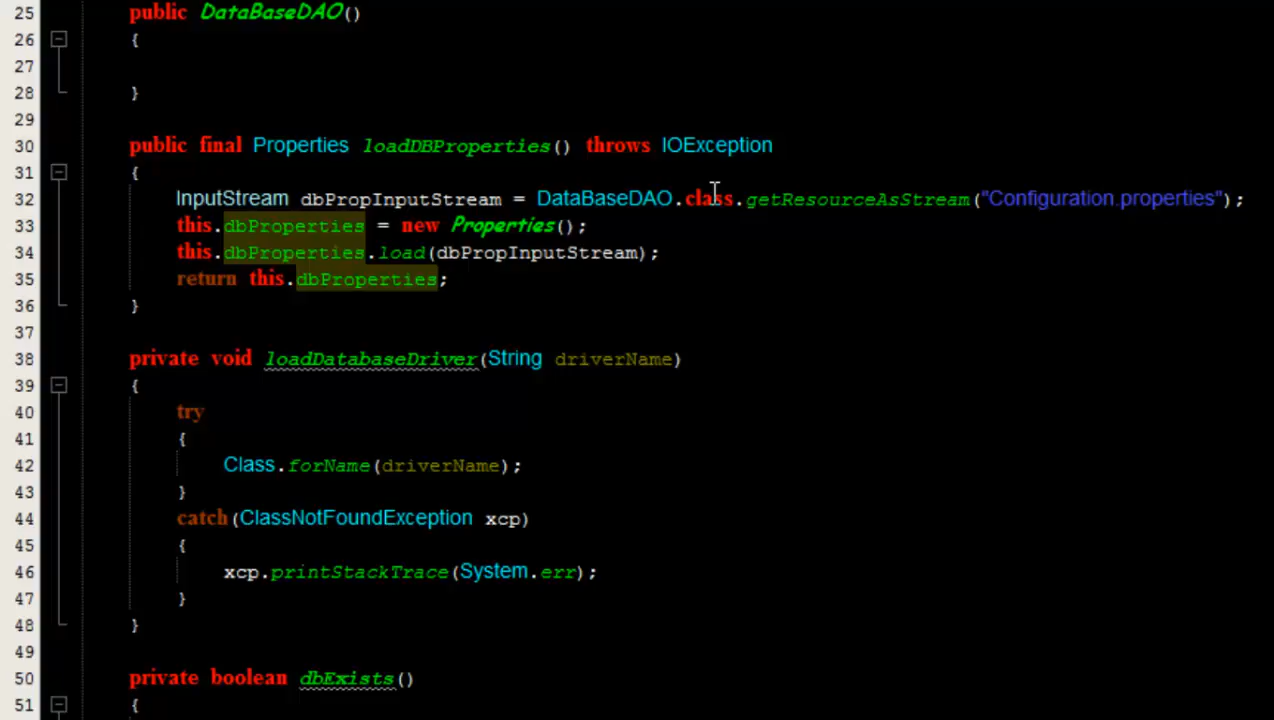 25 public DataBaseDAO()
26 {
27
28 }
29
30 public final Properties loadDBProperties() throws IOException
31 {
32 InputStream dbPropInputStream = DataBaseDAO.class.getResourceAsStream("Configuration.properties");
33 this.dbProperties = new Properties();
34 this.dbProperties.load(dbPropInputStream);
35 return this.dbProperties;
36 }
37
38 private void loadDatabaseDriver(String driverName)
39 {
40 try
41 {
42 Class.forName(driverName);
43 }
44 catch(ClassNotFoundException xcp)
45 {
46 xcp.printStackTrace(System.err);
47 }
48 }
49
50 private boolean dbExists()
51 {